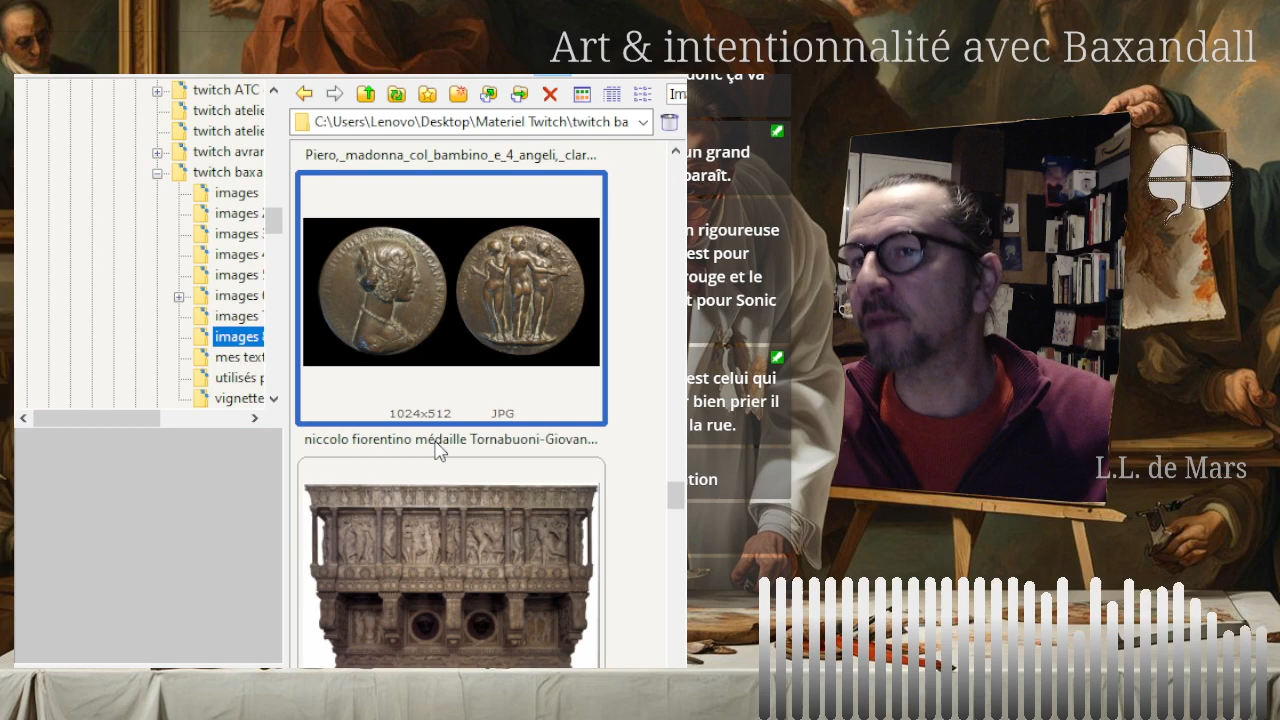 Art & intentionnalité avec Baxandall
twitch ATC
twitch atelie
twitch atelie
twitch avrar
twitch baxa
images
images
images
images
images
images
images
images
mes text
utilisés p
vignette
Im
C:\Users\Lenovo\Desktop\Materiel Twitch\twitch ba
Piero,_madonna_col_bambino_e_4_angeli,_clar...
1024x512 JPG
niccolo fiorentino médaille Tornabuoni-Giovan...
donc ça va
un grand
paraît.
n rigoureuse
est pour
rouge et le
t pour Sonic
est celui qui
r bien prier il
la rue.
tion
L.L. de Mars